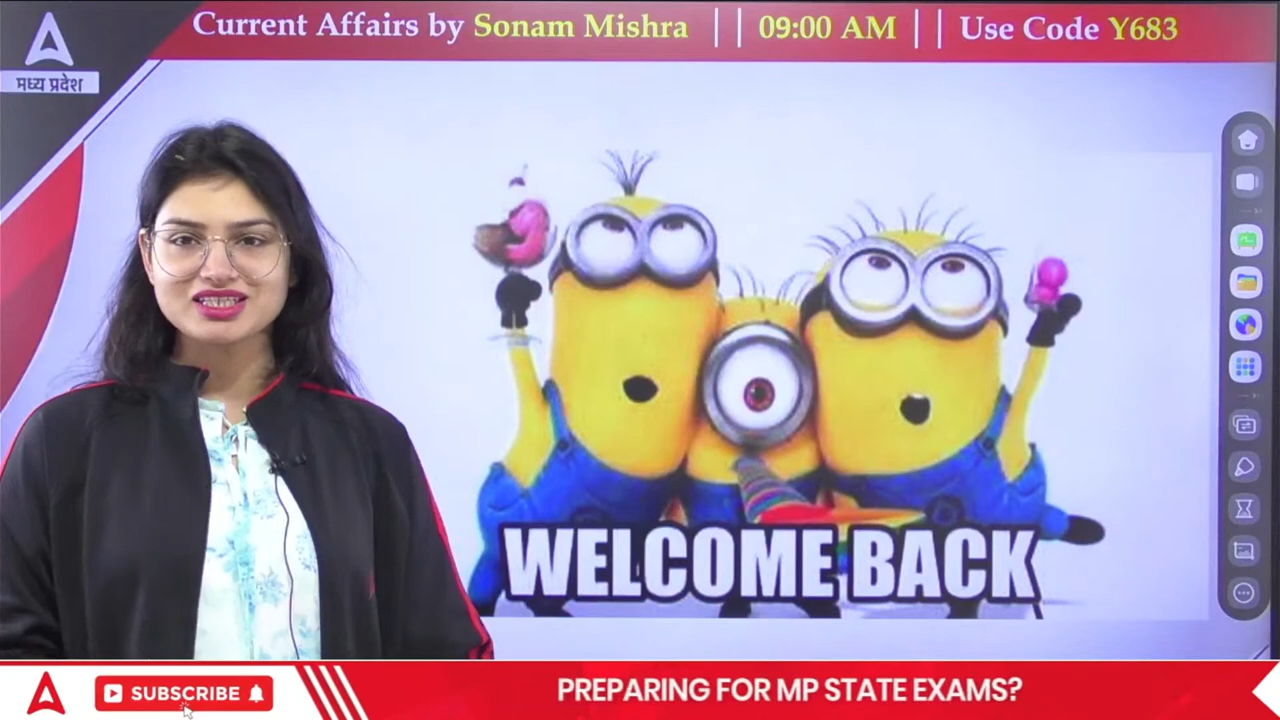 Current Affairs by Sonam Mishra || 09:00 AM || Use Code Y683
मध्य प्रदेश
WELCOME BACK
SUBSCRIBE
PREPARING FOR MP STATE EXAMS?